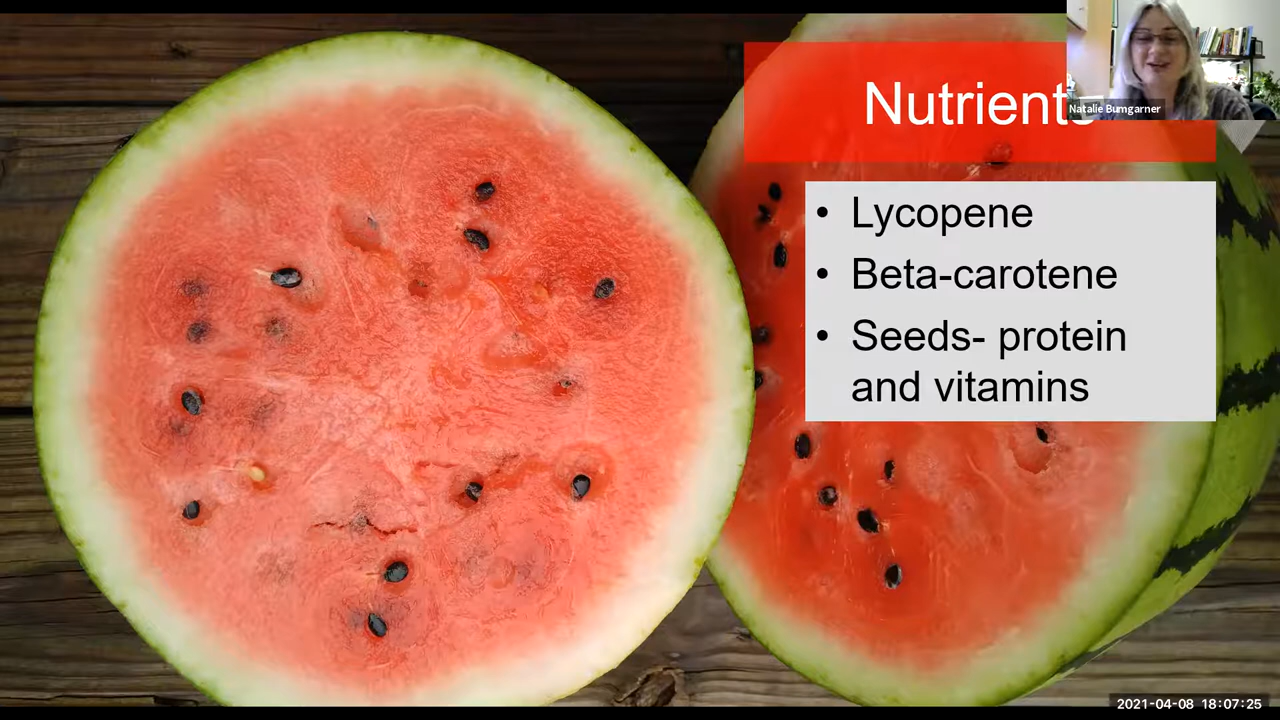 Nutrients
Natalie Bumgarner
• Lycopene
• Beta-carotene
• Seeds- protein
and vitamins
2021-04-08 18:07:25